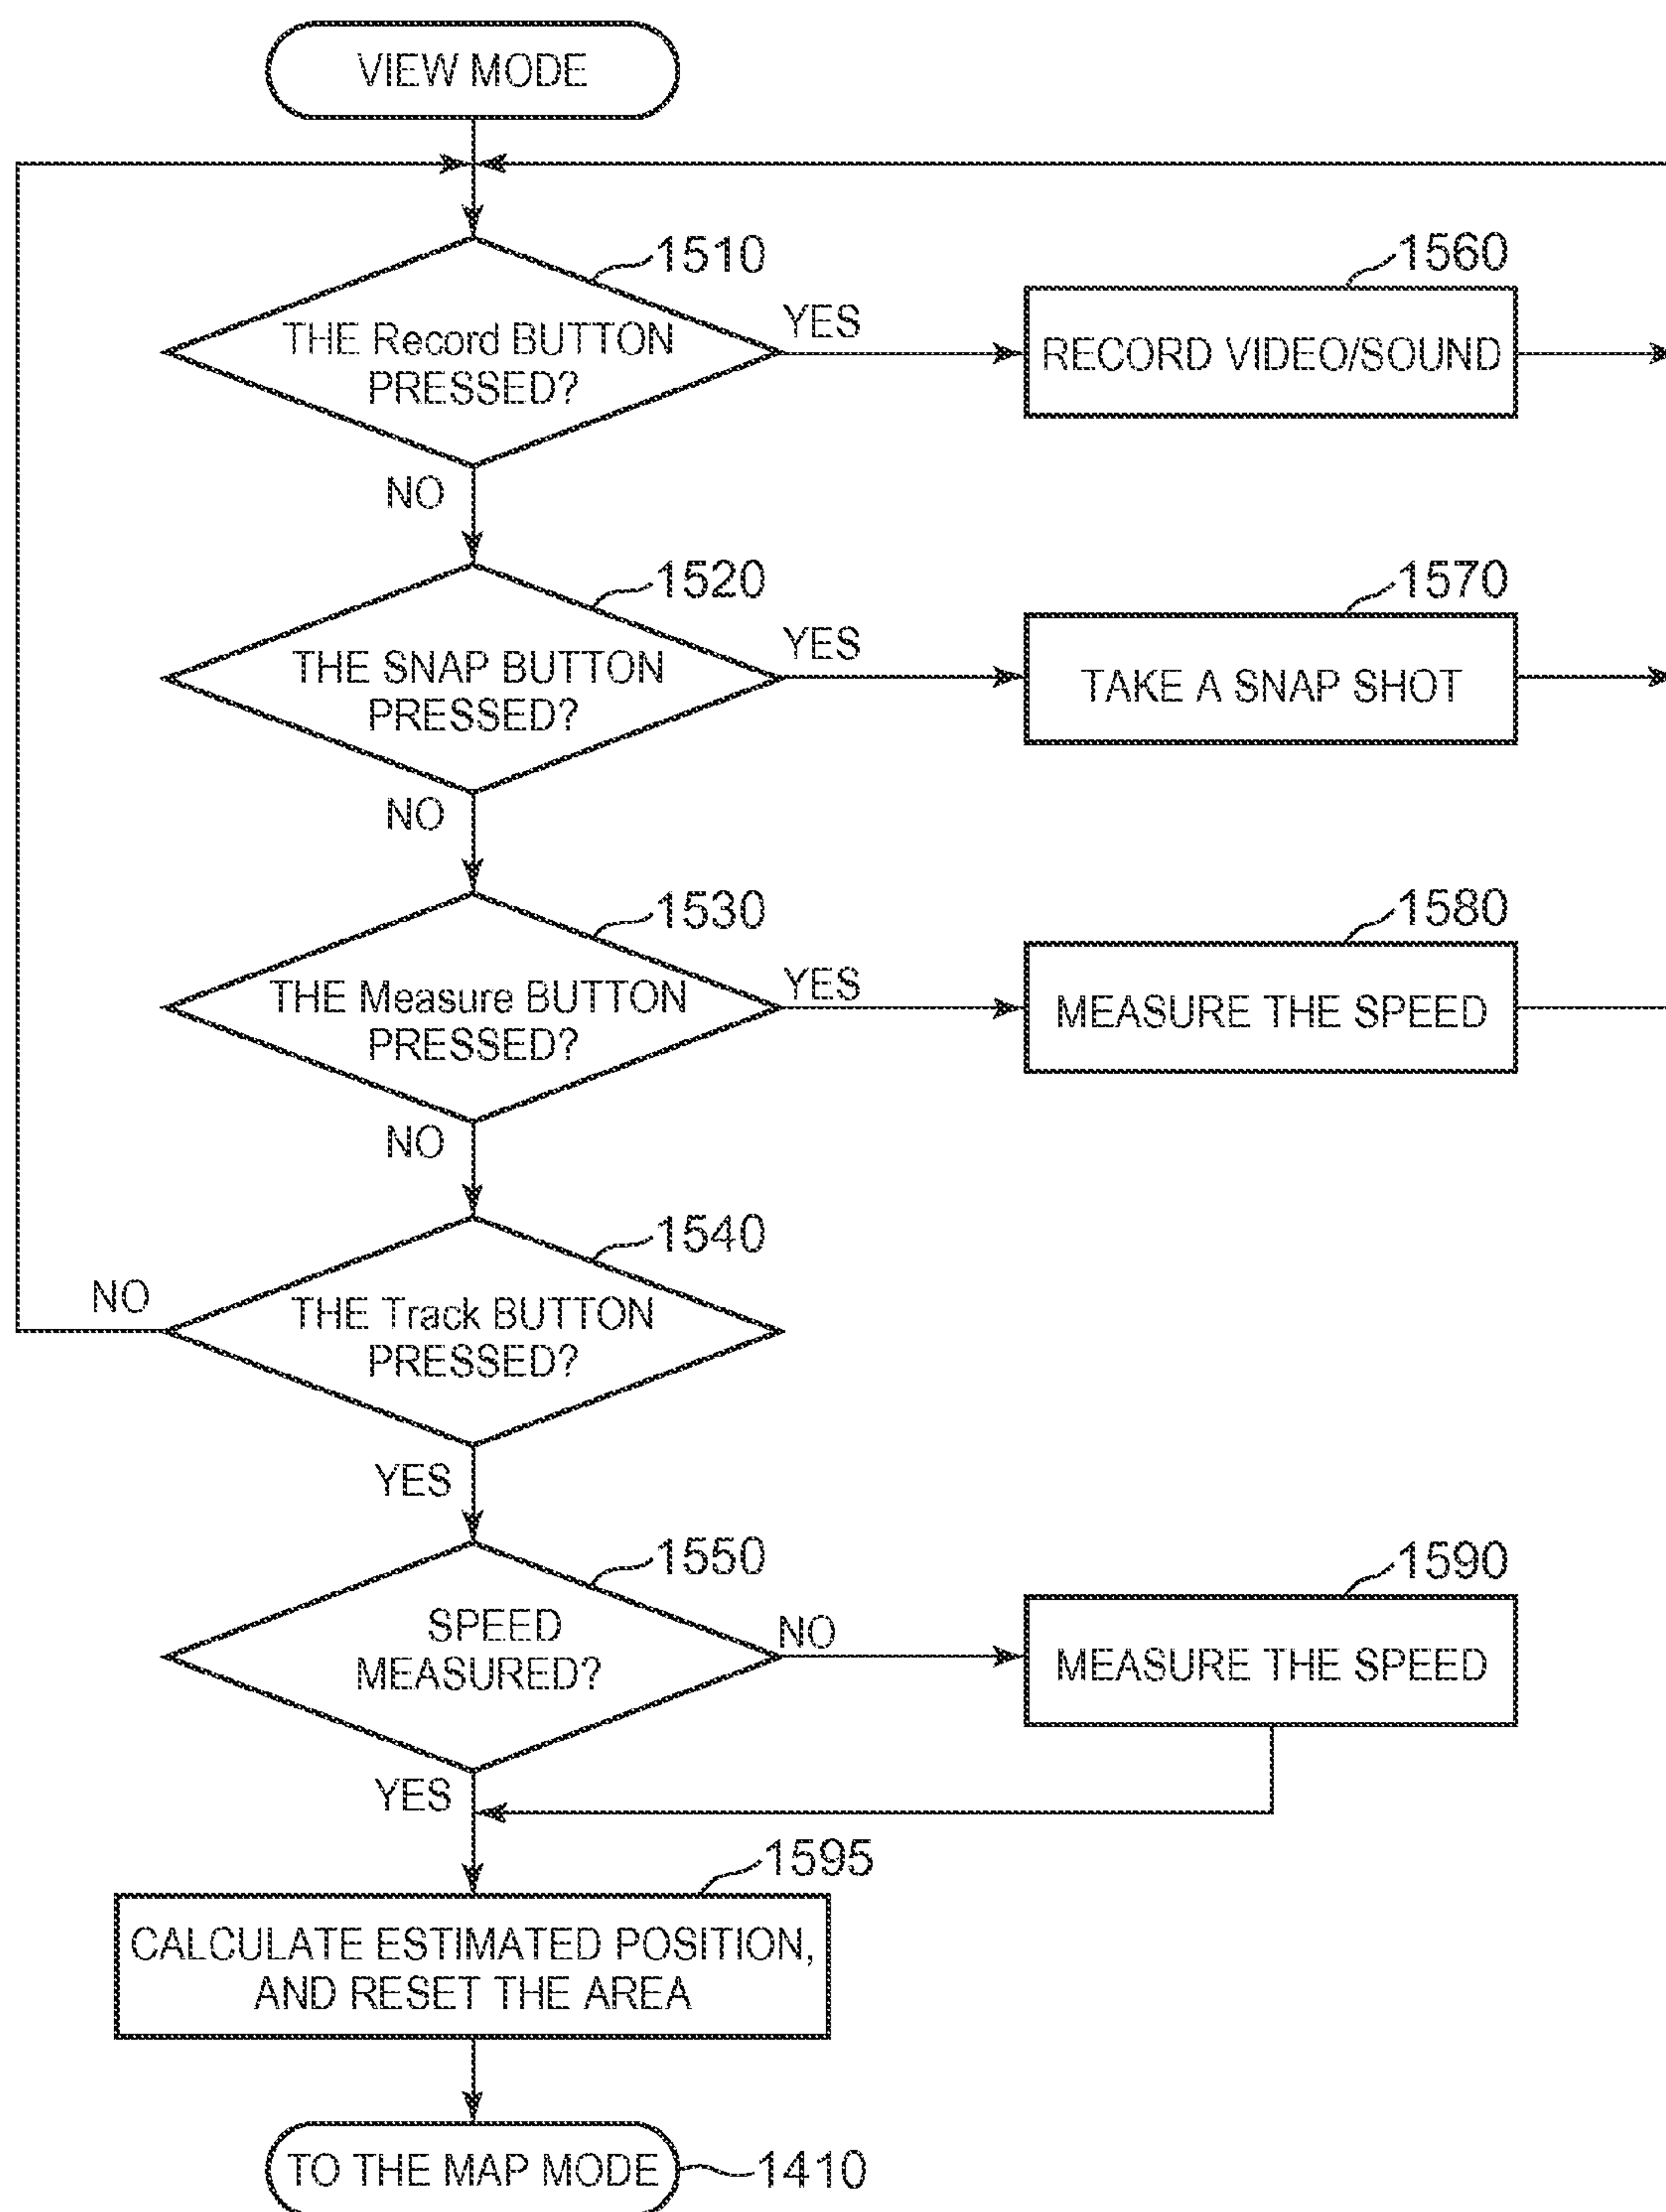 VIEW MODE
1510
1560
THE Record BUTTON
PRESSED?
YES
RECORD VIDEO/SOUND
NO
1520
1570
THE SNAP BUTTON
PRESSED?
YES
TAKE A SNAP SHOT
NO
1530
1580
THE Measure BUTTON
PRESSED?
YES
MEASURE THE SPEED
NO
1540
NO
THE Track BUTTON
PRESSED?
YES
1550
1590
SPEED
MEASURED?
NO
MEASURE THE SPEED
YES
1595
CALCULATE ESTIMATED POSITION,
AND RESET THE AREA
TO THE MAP MODE
1410